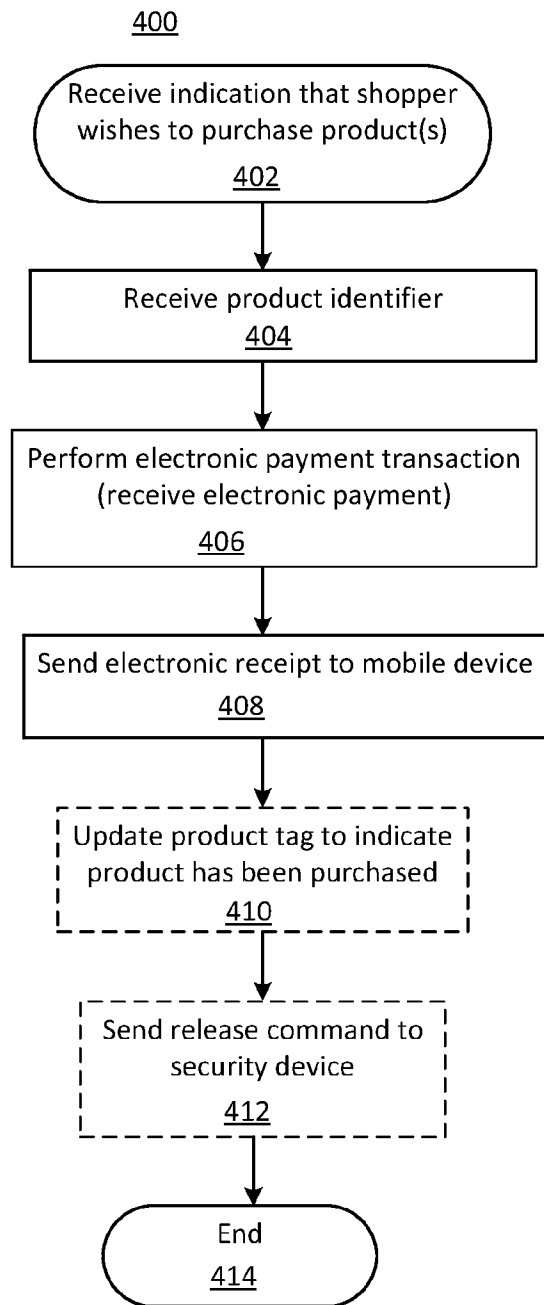 400
Receive indication that shopper
wishes to purchase product(s)
402
Receive product identifier
404
Perform electronic payment transaction
(receive electronic payment)
406
Send electronic receipt to mobile device
408
Update product tag to indicate
product has been purchased
410
Send release command to
security device
412
End
414